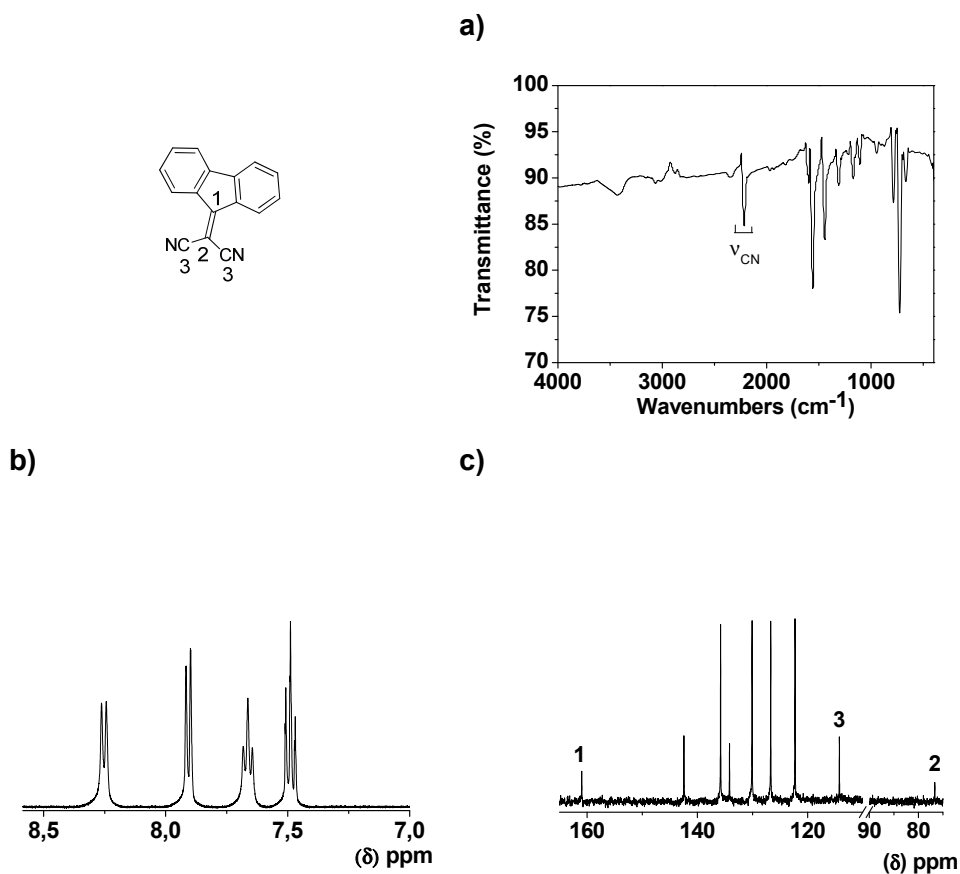 a)
1
NC 2 CN
3 3
100
95
90
85
80
75
70
Transmittance (%)
νCN
4000 3000 2000 1000
Wavenumbers (cm-1)
b)
8,5 8,0 7,5 7,0
(δ) ppm
c)
1
3
2
160 140 120 90 80
(δ) ppm